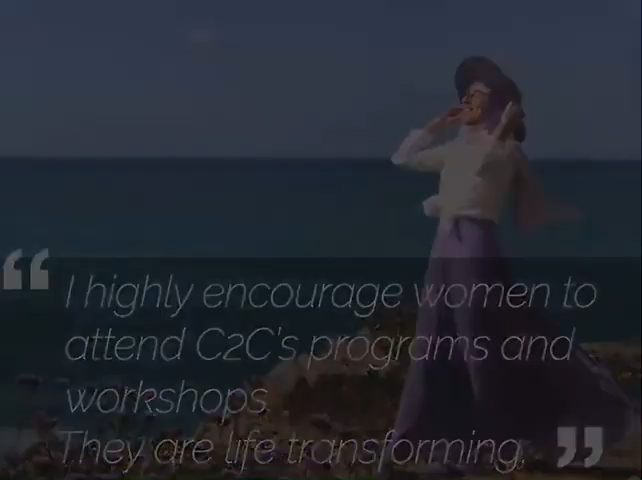 “ I highly encourage women to
attend C2C's programs and
workshops.
They are life transforming. ”